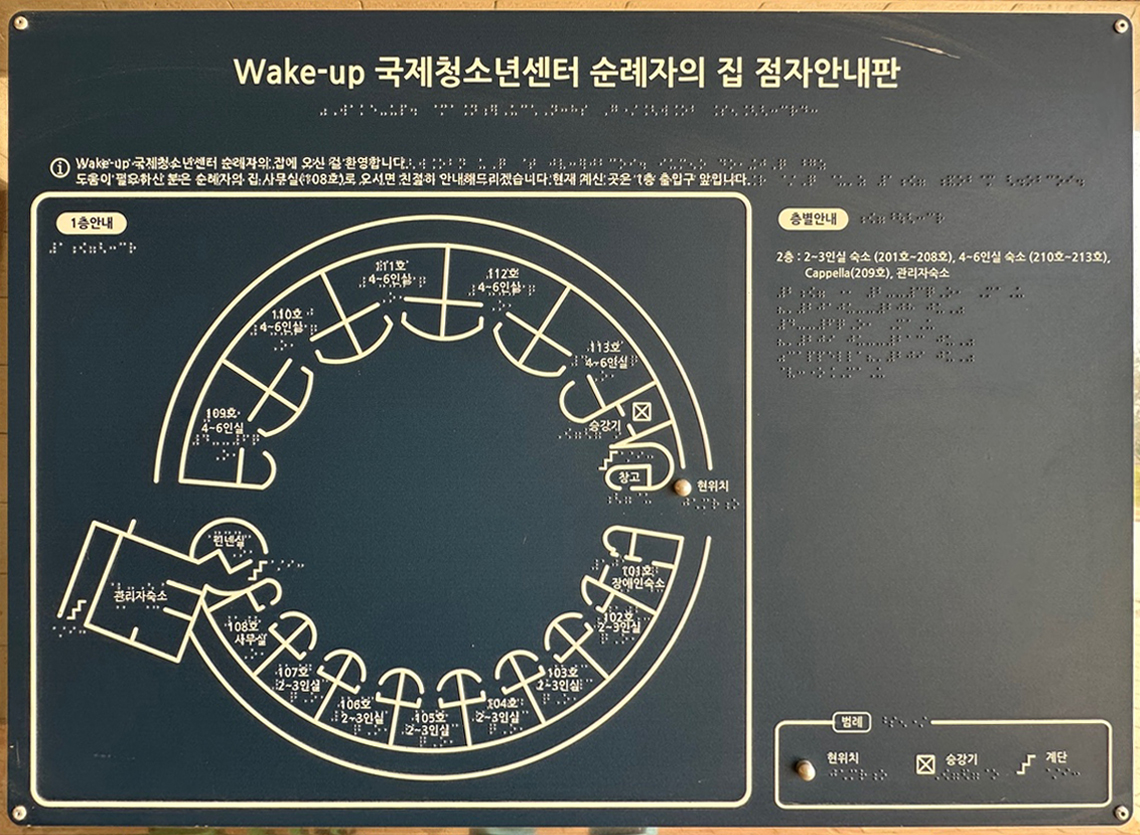 Wake-up 국제청소년센터 순례자의 집 점자안내판
Wake-up 국제청소년센터 순례자의 집에 오신 걸 환영합니다.
도움이 필요하신 분은 순례자의 집 사무실(108호)로 오시면 친절히 안내해드리겠습니다. 현재 계신 곳은 1층 출입구 앞입니다.
1층안내
111호
4~6인실
112호
4~6인실
110호
4~6인실
113호
4~6인실
109호
4~6인실
승강기
창고
현위치
린넨실
관리자숙소
101호
장애인숙소
102호
2~3인실
108호
사무실
107호
2~3인실
103호
2~3인실
106호
2~3인실
104호
2~3인실
105호
2~3인실
층별안내
2층 : 2~3인실 숙소 (201호~208호), 4~6인실 숙소 (210호~213호),
Cappella(209호), 관리자숙소
범례
현위치
승강기
계단